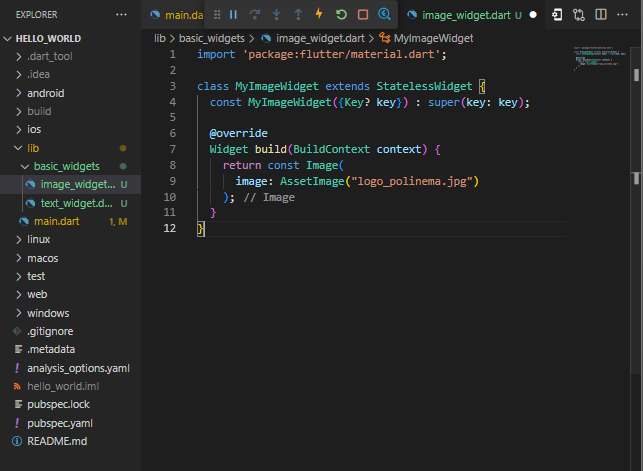 EXPLORER
main.da
image_widget.dart U
HELLO_WORLD
lib > basic_widgets > image_widget.dart > MyImageWidget
.dart_tool
.idea
android
build
ios
lib
basic_widgets
image_widget... U
text_widget.d... U
main.dart 1, M
linux
macos
test
web
windows
.gitignore
.metadata
analysis_options.yaml
hello_world.iml
pubspec.lock
pubspec.yaml
README.md
1 import 'package:flutter/material.dart';
2
3 class MyImageWidget extends StatelessWidget {
4 const MyImageWidget({Key? key}) : super(key: key);
5
6 @override
7 Widget build(BuildContext context) {
8 return const Image(
9 image: AssetImage("logo_polinema.jpg")
10 ); // Image
11 }
12 }